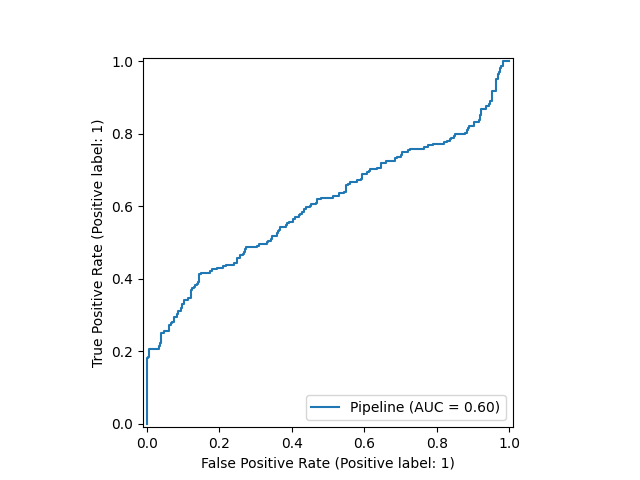 1.0
0.8
0.6
0.4
0.2
0.0
True Positive Rate (Positive label: 1)
Pipeline (AUC = 0.60)
0.0 0.2 0.4 0.6 0.8 1.0
False Positive Rate (Positive label: 1)